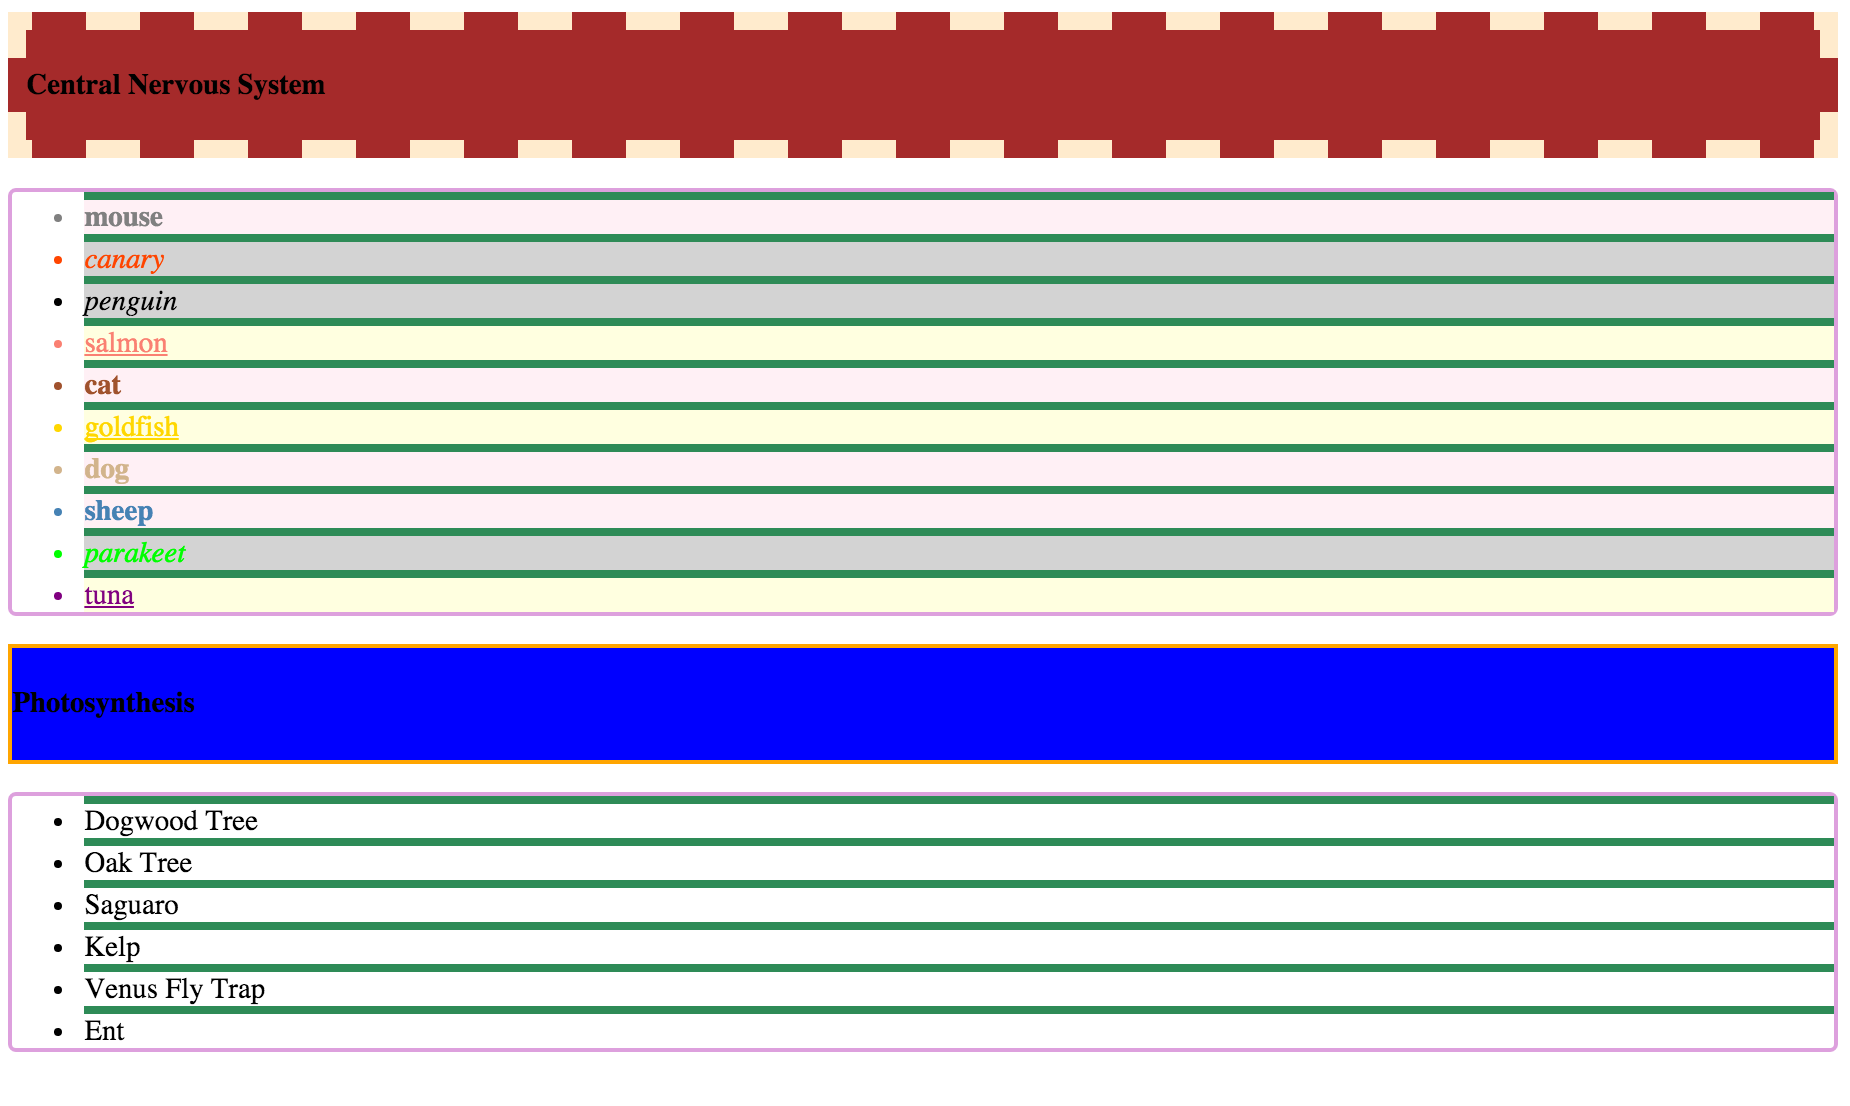 Central Nervous System
mouse
canary
penguin
salmon
cat
goldfish
dog
sheep
parakeet
tuna
Photosynthesis
Dogwood Tree
Oak Tree
Saguaro
Kelp
Venus Fly Trap
Ent